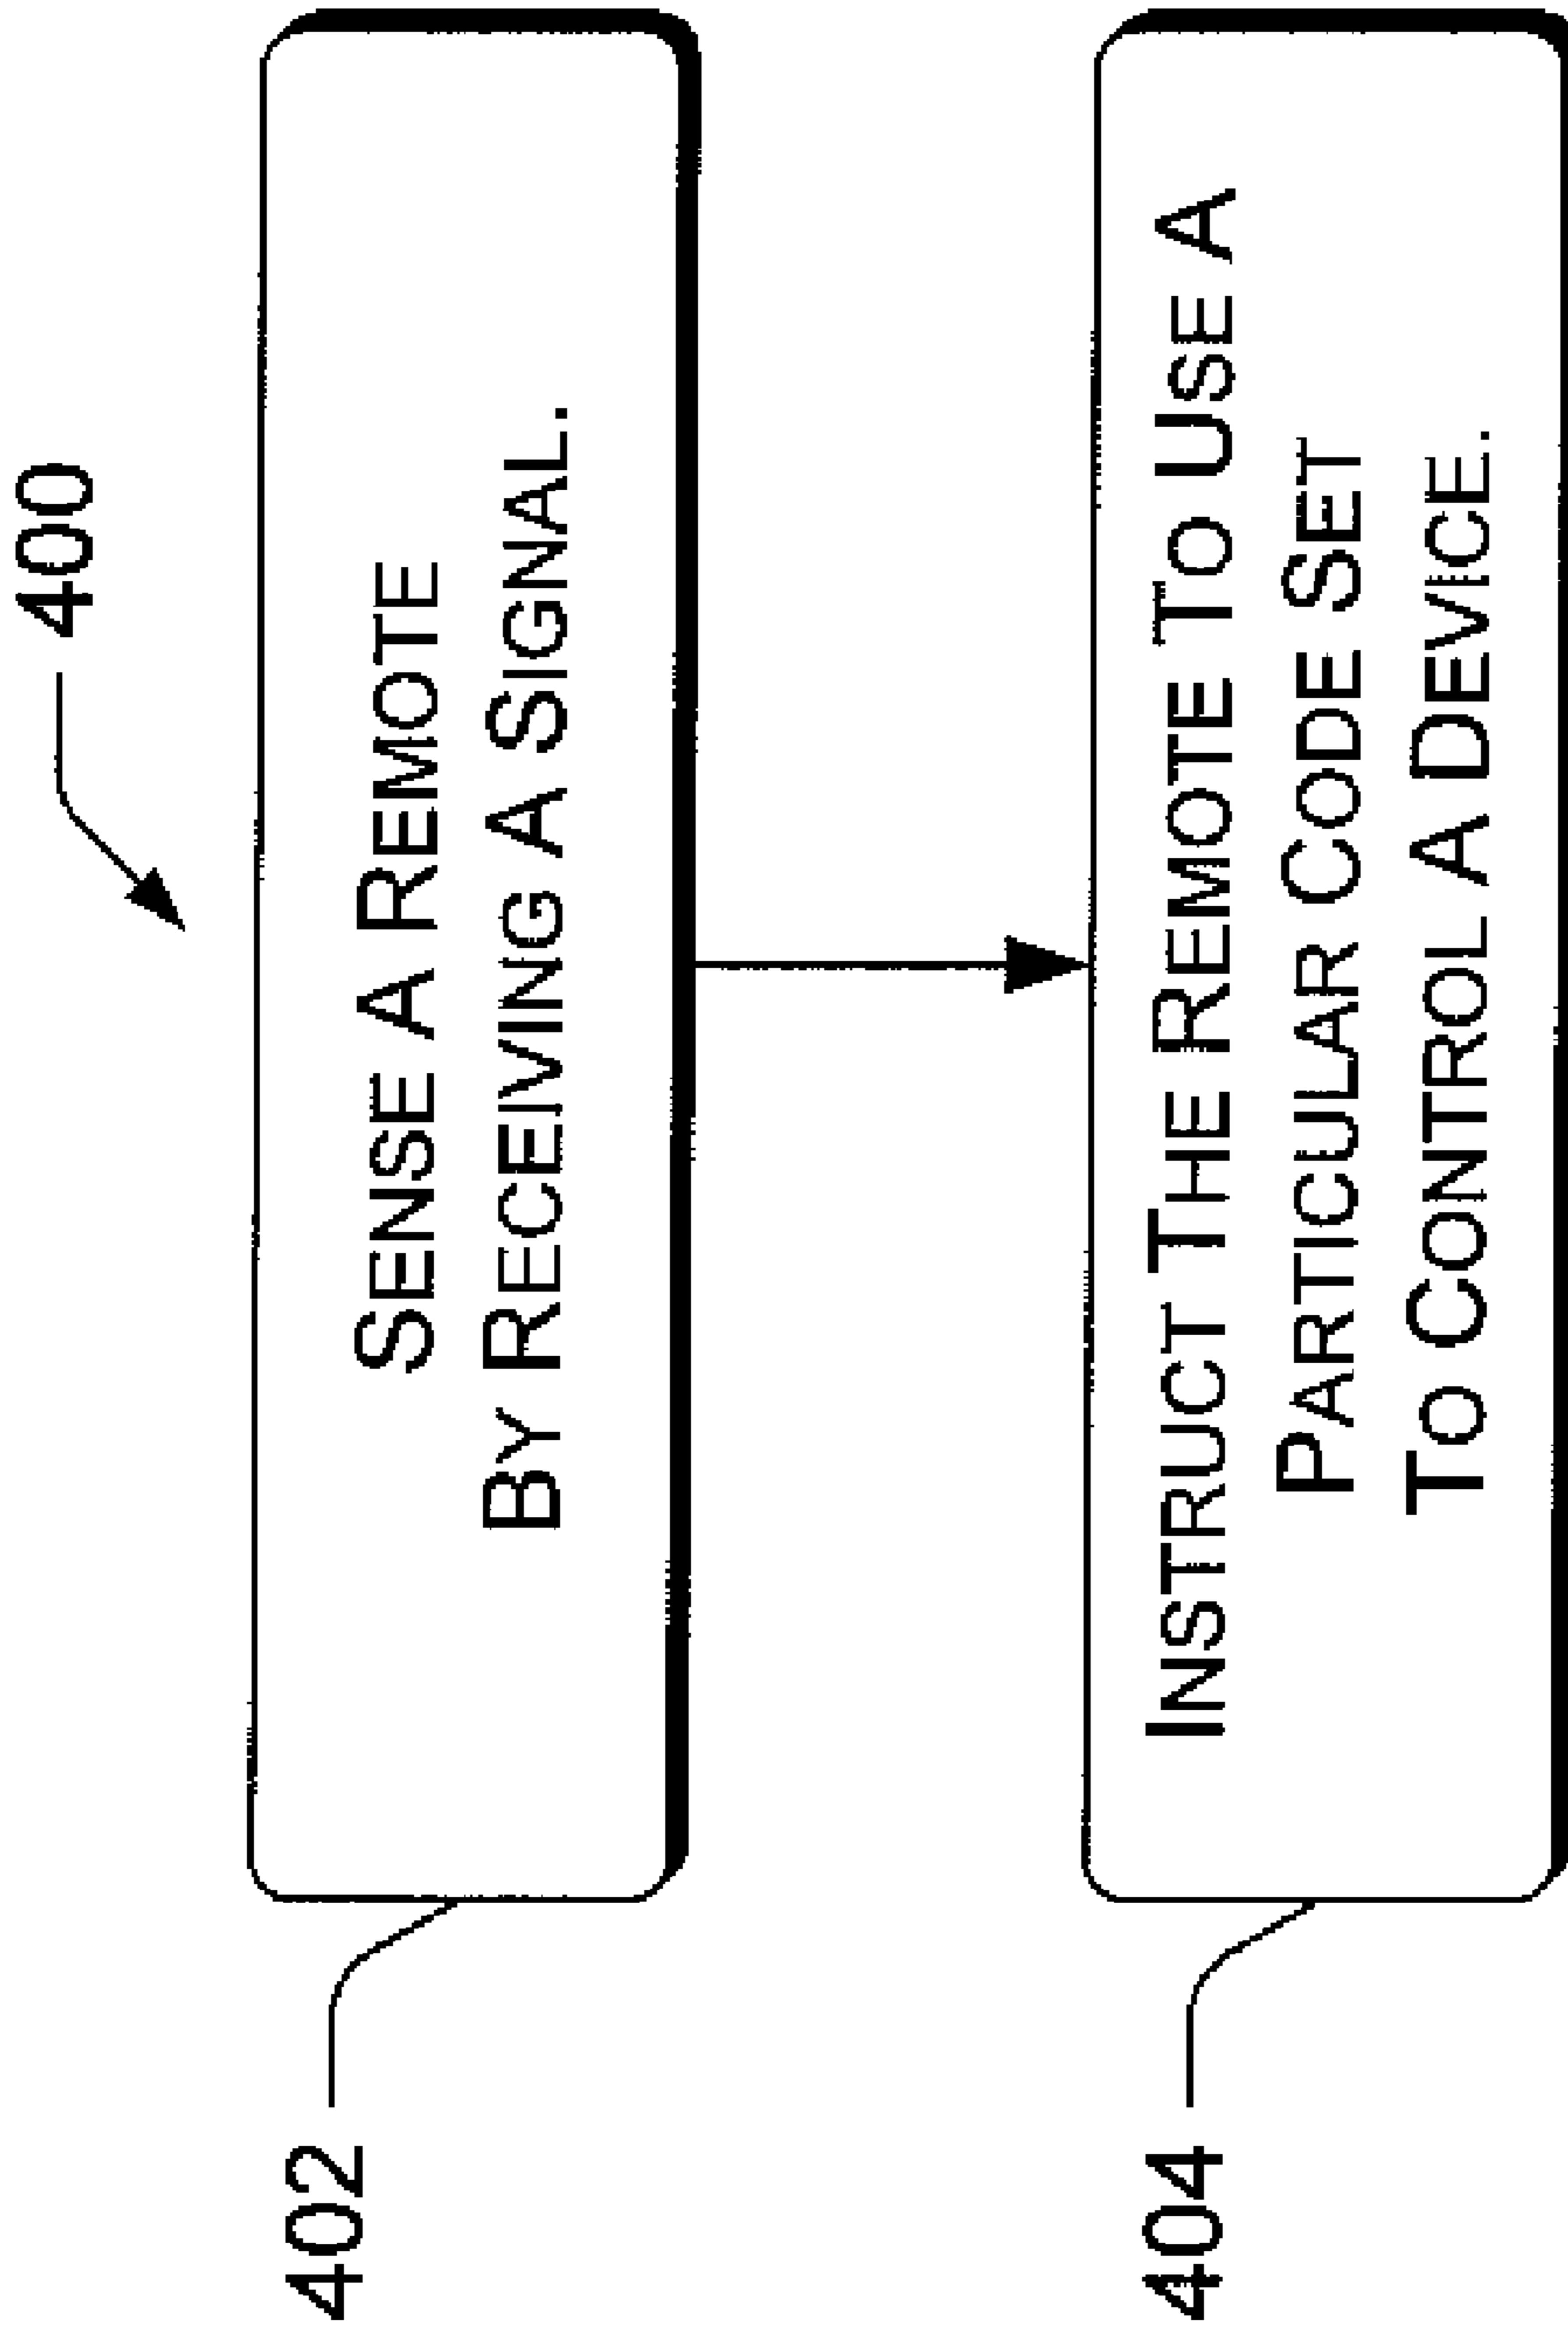 400
402
SENSE A REMOTE
BY RECEIVING A SIGNAL.
404
INSTRUCT THE REMOTE TO USE A
PARTICULAR CODE SET
TO CONTROL A DEVICE.